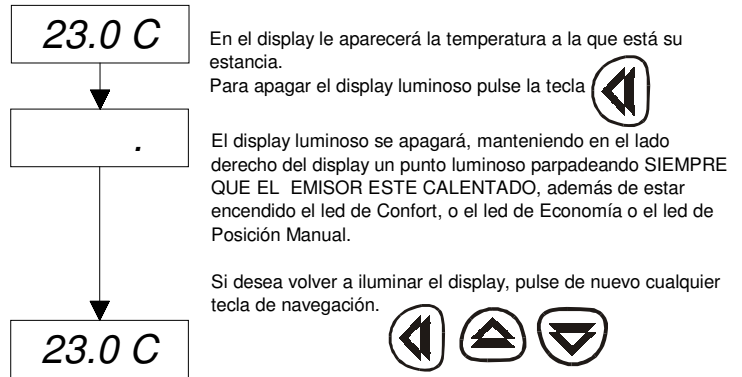 23.0 C
En el display le aparecerá la temperatura a la que está su
estancia.
Para apagar el display luminoso pulse la tecla
.
El display luminoso se apagará, manteniendo en el lado
derecho del display un punto luminoso parpadeando SIEMPRE
QUE EL EMISOR ESTE CALENTADO, además de estar
encendido el led de Confort, o el led de Economía o el led de
Posición Manual.
Si desea volver a iluminar el display, pulse de nuevo cualquier
tecla de navegación.
23.0 C